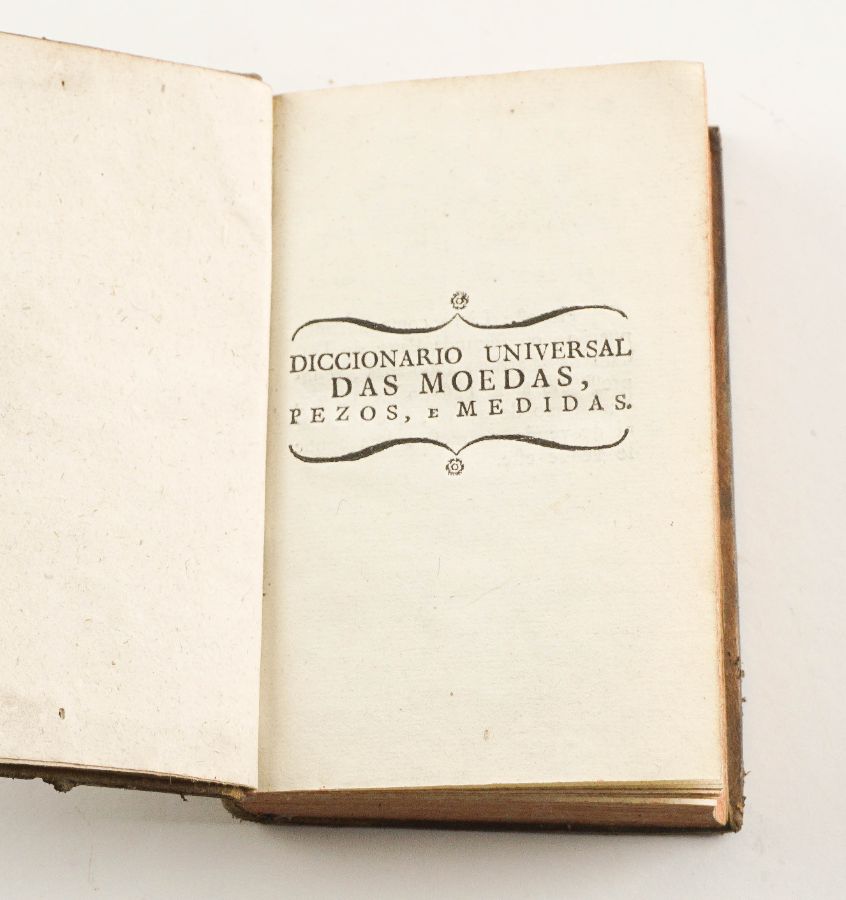 DICCIONARIO UNIVERSAL
DAS MOEDAS,
PEZOS, E MEDIDAS.